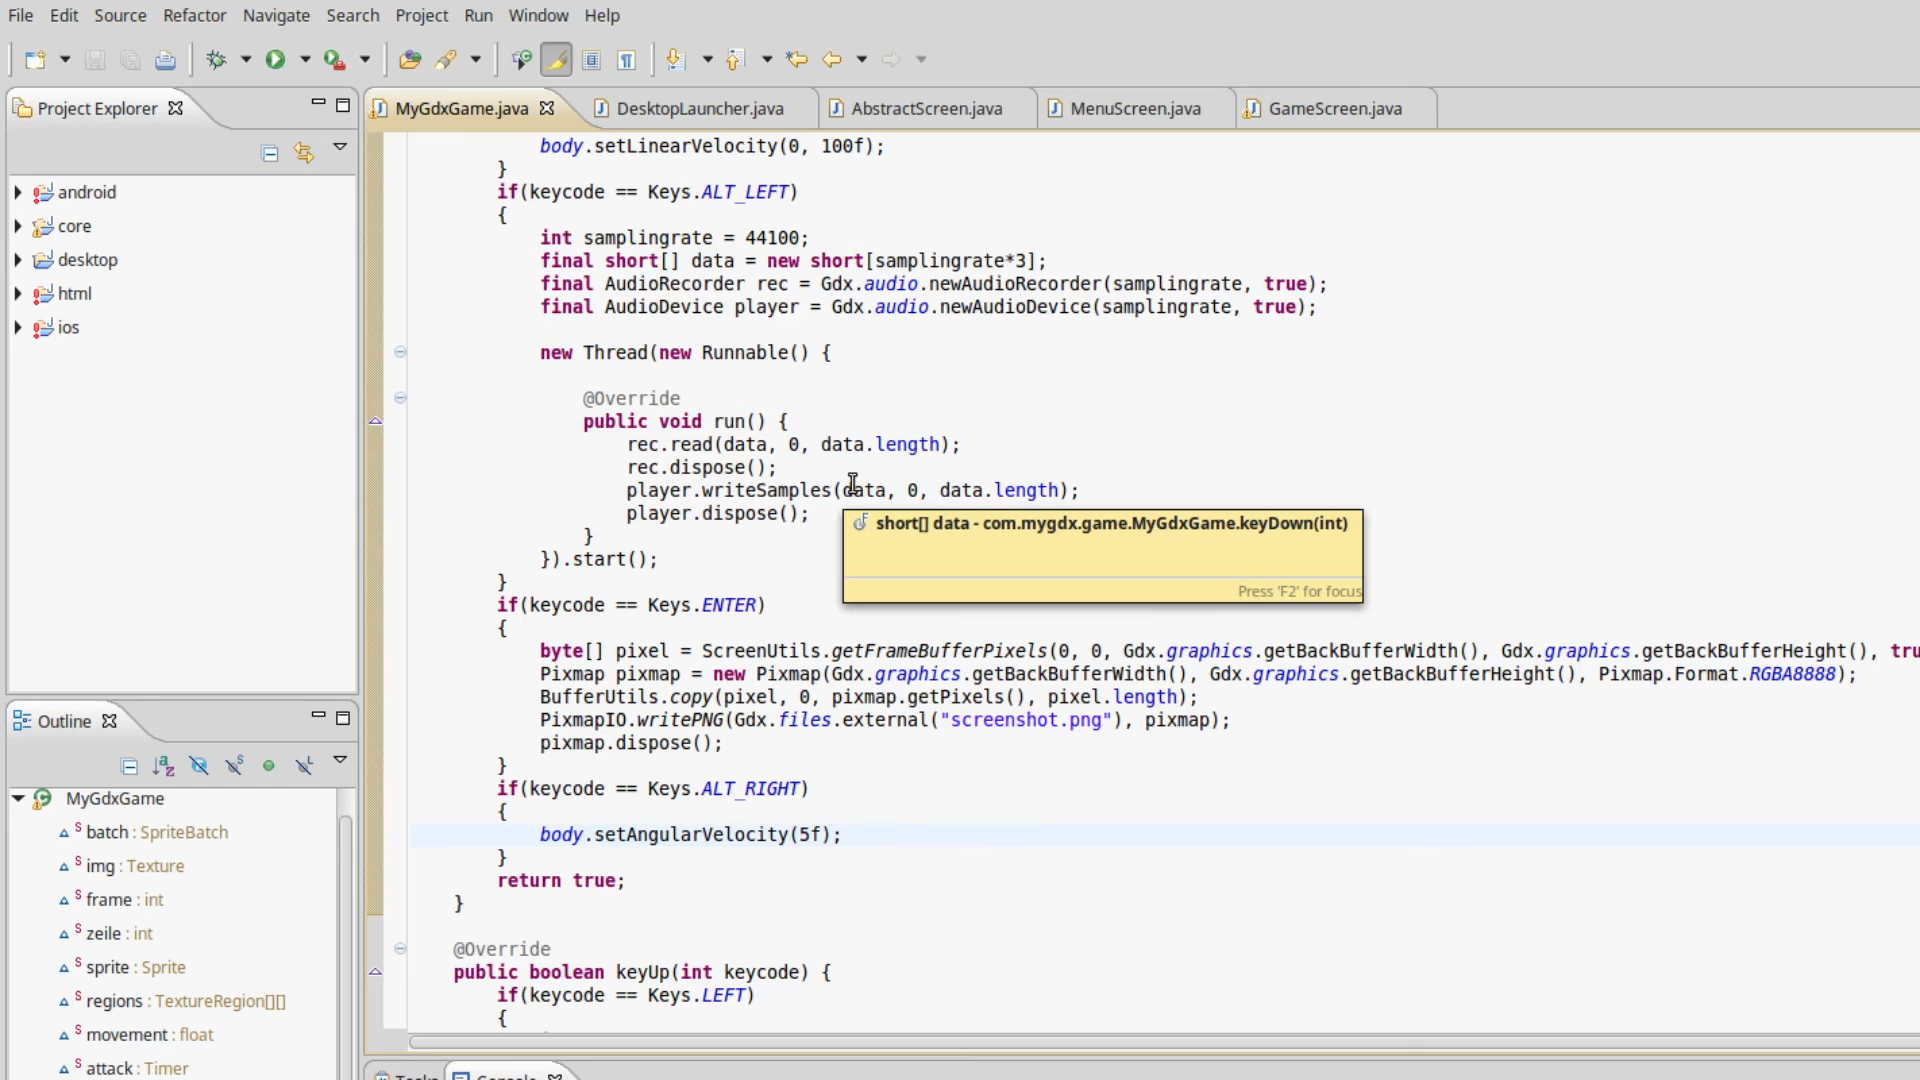 File Edit Source Refactor Navigate Search Project Run Window Help
Project Explorer
android
core
desktop
html
ios
Outline
MyGdxGame
batch : SpriteBatch
img : Texture
frame : int
zeile : int
sprite : Sprite
regions : TextureRegion[][]
movement : float
attack : Timer
MyGdxGame.java DesktopLauncher.java AbstractScreen.java MenuScreen.java GameScreen.java
body.setLinearVelocity(0, 100f);
}
if(keycode == Keys.ALT_LEFT)
{
int samplingrate = 44100;
final short[] data = new short[samplingrate*3];
final AudioRecorder rec = Gdx.audio.newAudioRecorder(samplingrate, true);
final AudioDevice player = Gdx.audio.newAudioDevice(samplingrate, true);
new Thread(new Runnable() {
@Override
public void run() {
rec.read(data, 0, data.length);
rec.dispose();
player.writeSamples(data, 0, data.length);
player.dispose();
short[] data - com.mygdx.game.MyGdxGame.keyDown(int)
Press 'F2' for focus
}
}).start();
}
if(keycode == Keys.ENTER)
{
byte[] pixel = ScreenUtils.getFrameBufferPixels(0, 0, Gdx.graphics.getBackBufferWidth(), Gdx.graphics.getBackBufferHeight(), tru
Pixmap pixmap = new Pixmap(Gdx.graphics.getBackBufferWidth(), Gdx.graphics.getBackBufferHeight(), Pixmap.Format.RGBA8888);
BufferUtils.copy(pixel, 0, pixmap.getPixels(), pixel.length);
PixmapIO.writePNG(Gdx.files.external("screenshot.png"), pixmap);
pixmap.dispose();
}
if(keycode == Keys.ALT_RIGHT)
{
body.setAngularVelocity(5f);
}
return true;
}
@Override
public boolean keyUp(int keycode) {
if(keycode == Keys.LEFT)
{
Tasks Console